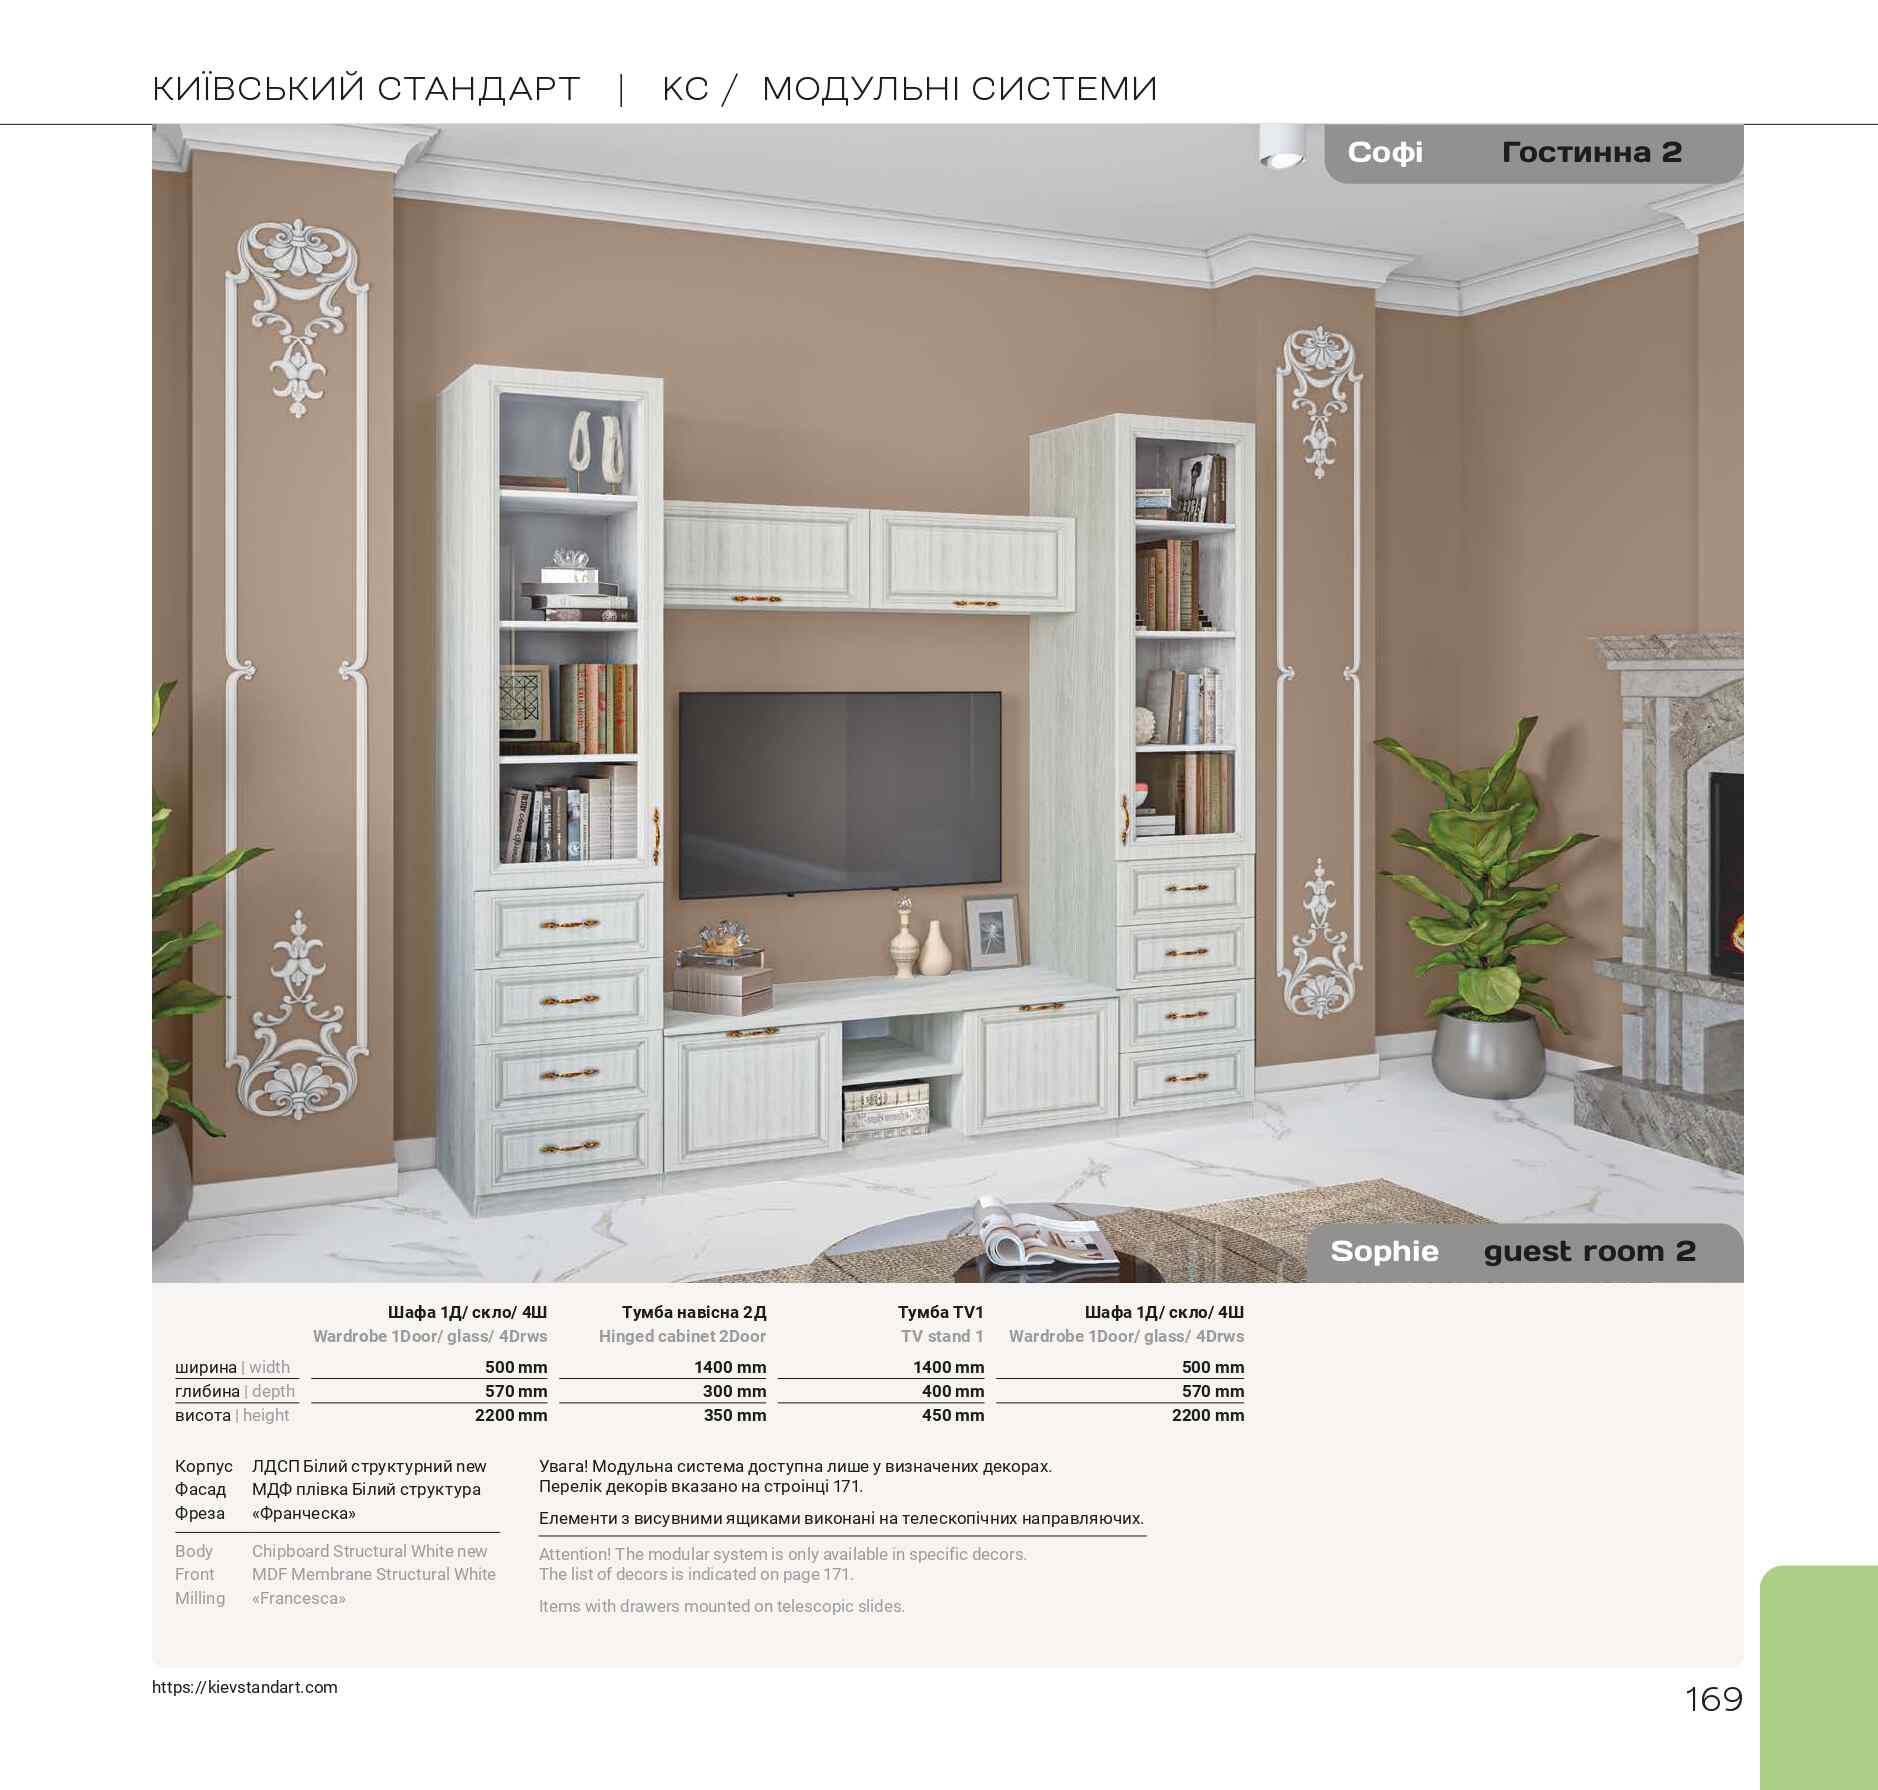 КИЇВСЬКИЙ СТАНДАРТ | КС / МОДУЛЬНІ СИСТЕМИ
Софі Гостинна 2
Sophie guest room 2
Шафа 1Д/ скло/ 4Ш Тумба навісна 2Д Тумба TV1 Шафа 1Д/ скло/ 4Ш
Wardrobe 1Door/ glass/ 4Drws Hinged cabinet 2Door TV stand 1 Wardrobe 1Door/ glass/ 4Drws
ширина | width 500 mm 1400 mm 1400 mm 500 mm
глибина | depth 570 mm 300 mm 400 mm 570 mm
висота | height 2200 mm 350 mm 450 mm 2200 mm
Корпус ЛДСП Білий структурний new
Фасад МДФ плівка Білий структура
Фреза «Франческа»
Body Chipboard Structural White new
Front MDF Membrane Structural White
Milling «Francesca»
Увага! Модульна система доступна лише у визначених декорах.
Перелік декорів вказано на строінці 171.
Елементи з висувними ящиками виконані на телескопічних направляючих.
Attention! The modular system is only available in specific decors.
The list of decors is indicated on page 171.
Items with drawers mounted on telescopic slides.
https://kievstandart.com
169